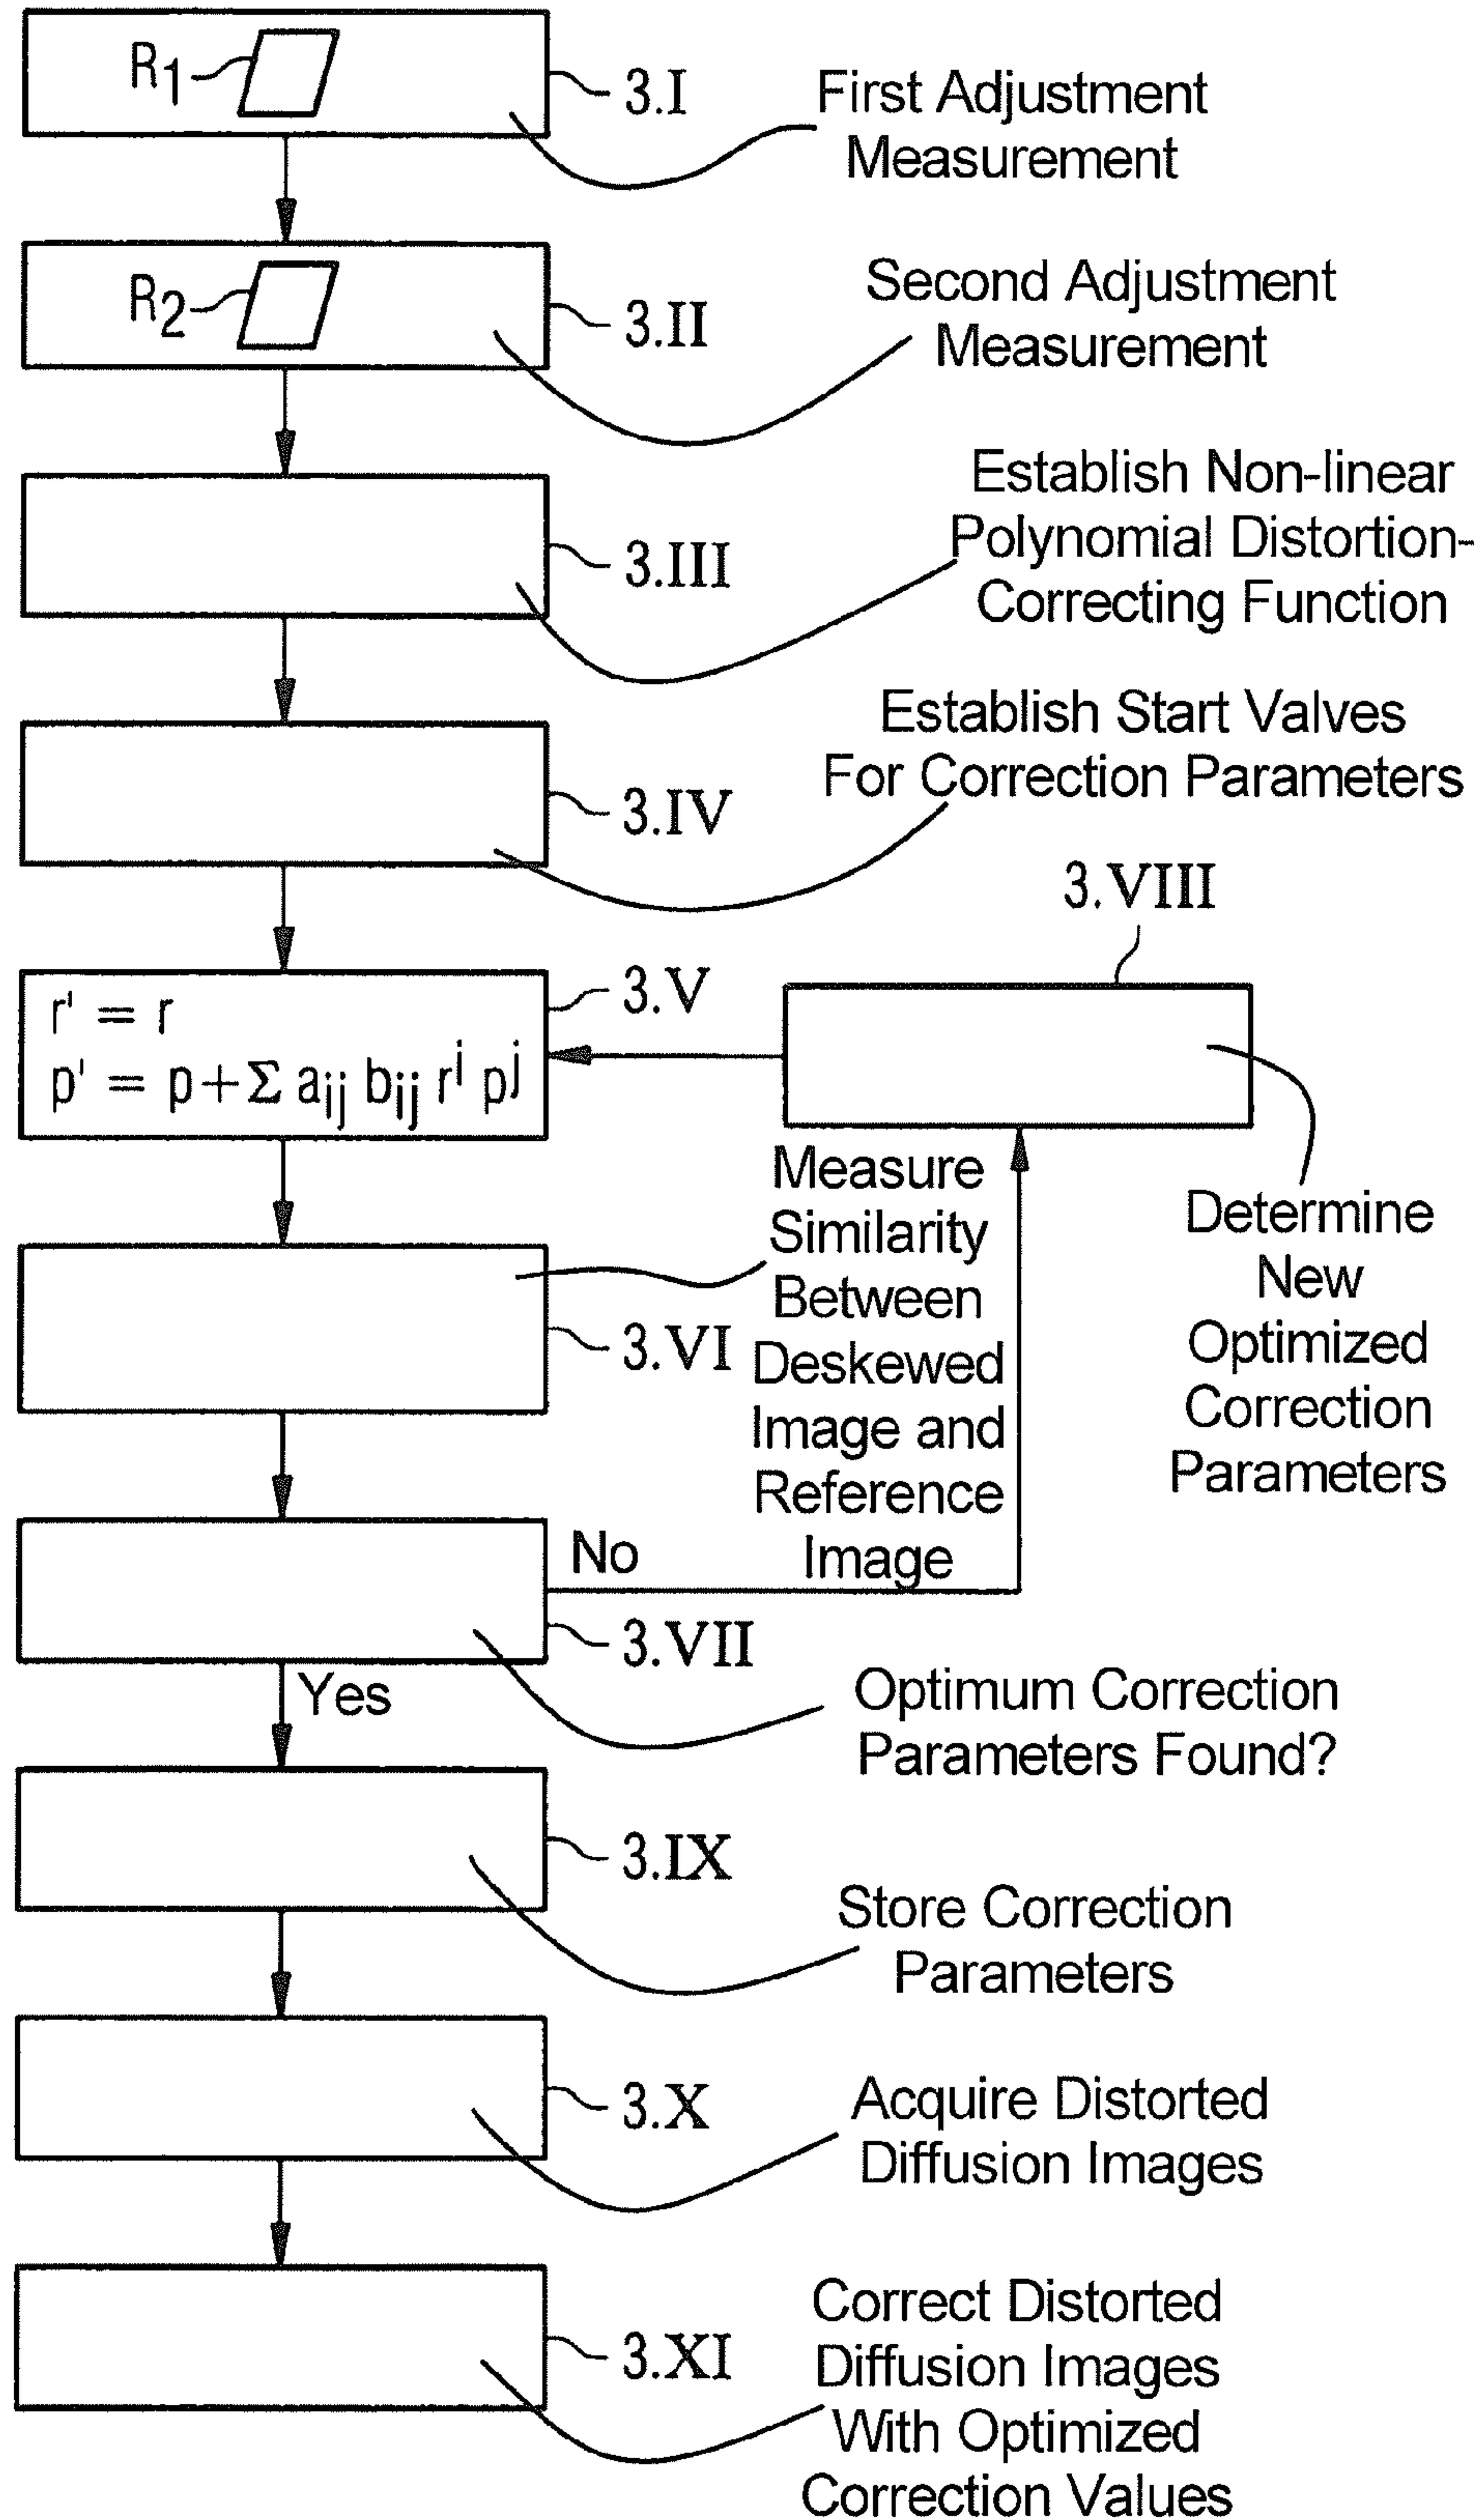 R1
3.I
First Adjustment
Measurement
R2
3.II
Second Adjustment
Measurement
3.III
Establish Non-linear
Polynomial Distortion-
Correcting Function
3.IV
Establish Start Valves
For Correction Parameters
3.V
r' = r
p' = p + Σ aij bij r^i p^j
3.VIII
Determine
New
Optimized
Correction
Parameters
3.VI
Measure
Similarity
Between
Deskewed
Image and
Reference
Image
No
3.VII
Yes
Optimum Correction
Parameters Found?
3.IX
Store Correction
Parameters
3.X
Acquire Distorted
Diffusion Images
3.XI
Correct Distorted
Diffusion Images
With Optimized
Correction Values